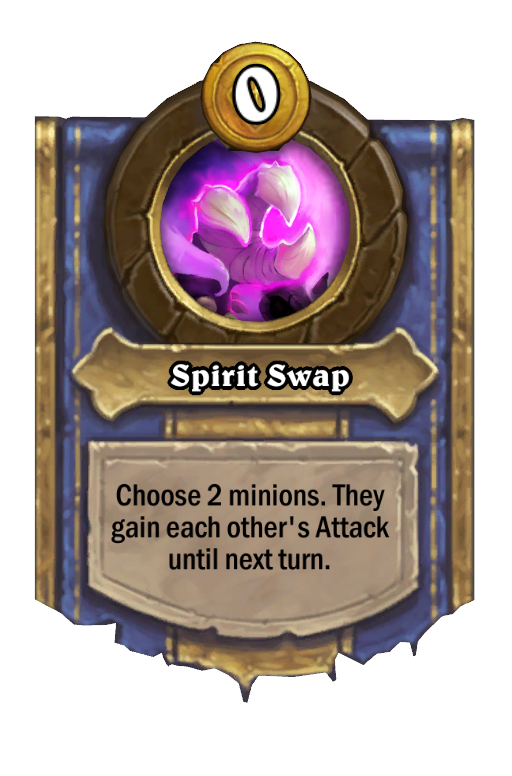 0
Spirit Swap
Choose 2 minions. They
gain each other's Attack
until next turn.